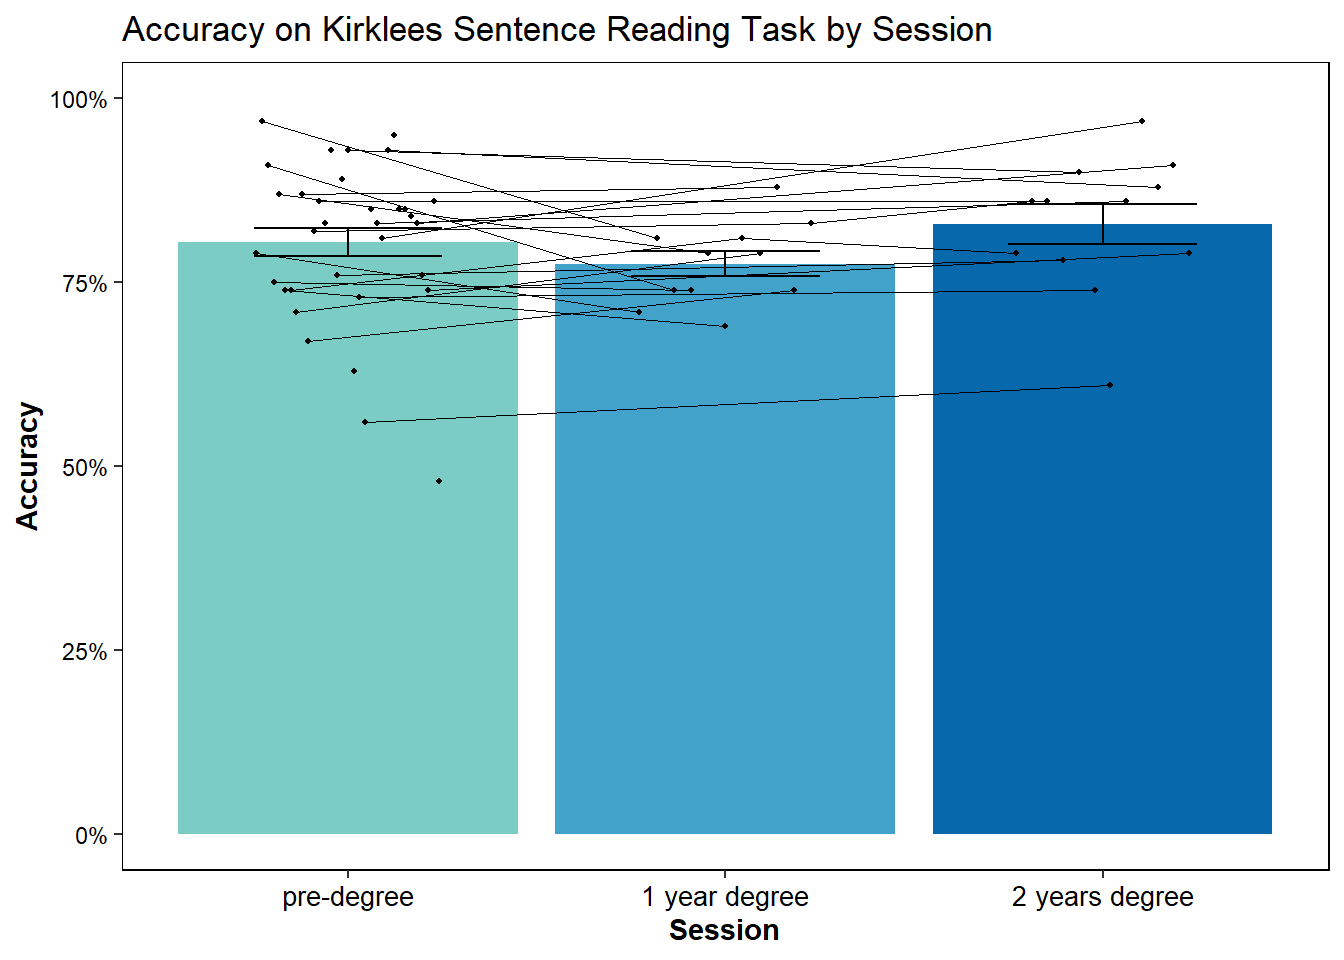 Accuracy on Kirklees Sentence Reading Task by Session
100%
75%
50%
25%
0%
Accuracy
pre-degree
1 year degree
2 years degree
Session